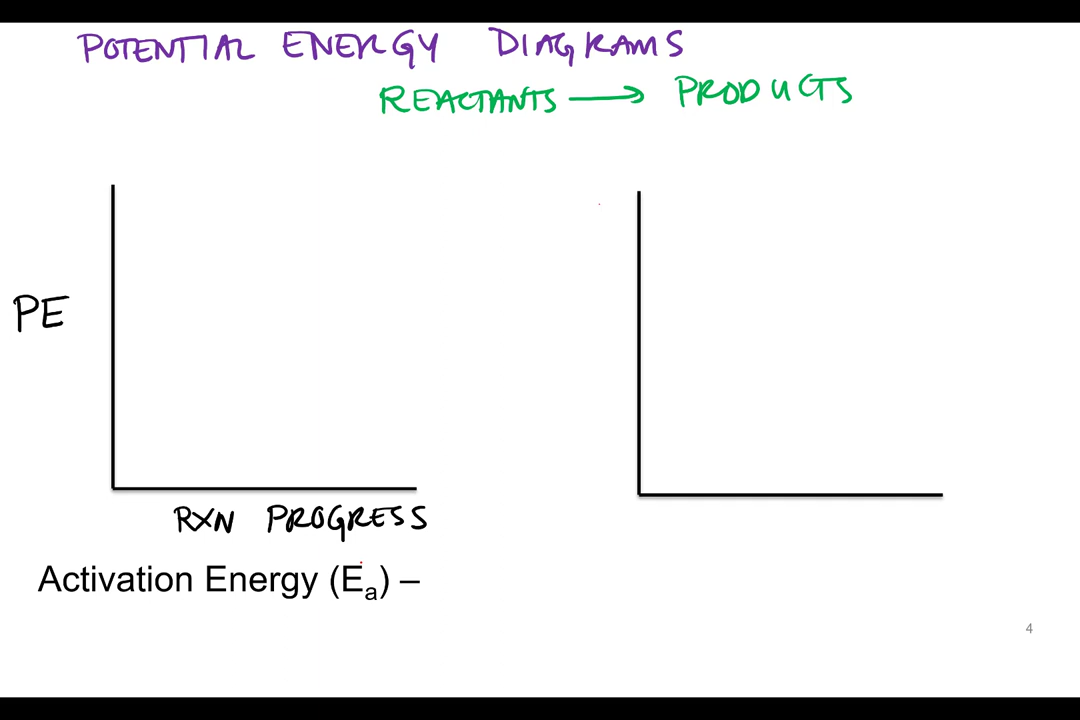 POTENTIAL ENERGY DIAGRAMS
REACTANTS → PRODUCTS
PE
RXN PROGRESS
Activation Energy (Eₐ) –
4